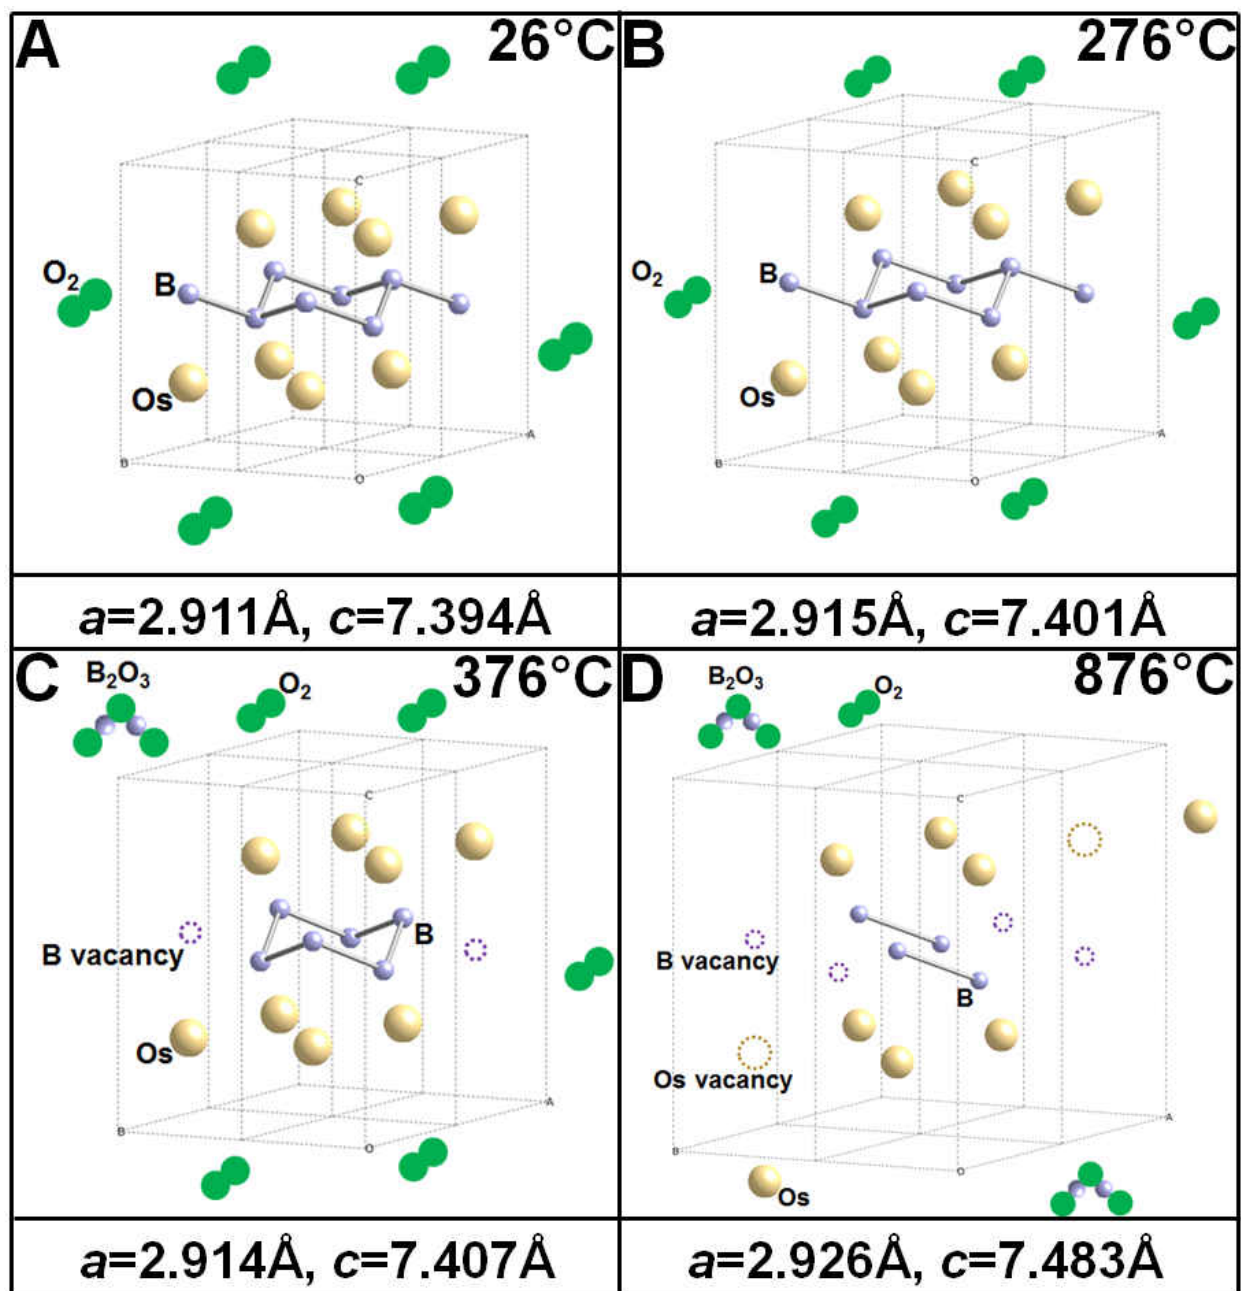 A 26°C
C
O₂
B
Os
B
A
O
a=2.911Å, c=7.394Å
B 276°C
C
O₂
B
Os
B
A
O
a=2.915Å, c=7.401Å
C 376°C
B₂O₃
O₂
C
B
B vacancy
Os
B
A
O
a=2.914Å, c=7.407Å
D 876°C
B₂O₃
O₂
C
B vacancy
B
Os vacancy
A
B
O
Os
a=2.926Å, c=7.483Å